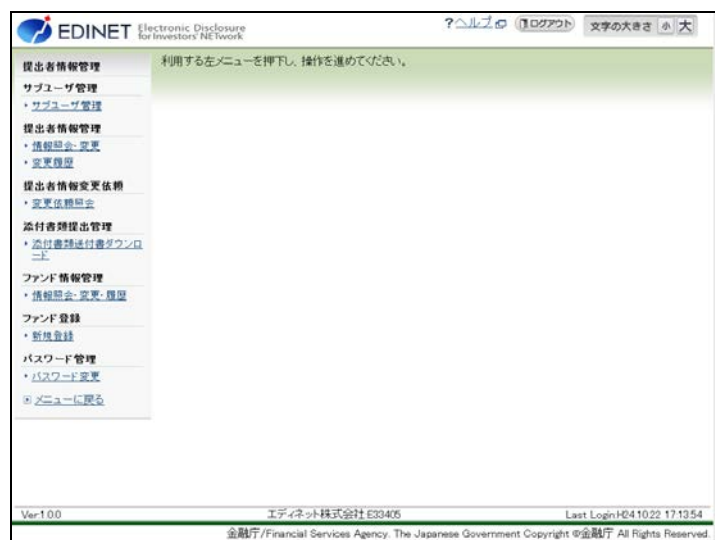 EDINET Electronic Disclosure
for Investors' NETwork
?ヘルプ ログアウト 文字の大きさ 小 大
提出者情報管理
利用する左メニューを押下し、操作を進めてください。
サブユーザ管理
サブユーザ管理
提出者情報管理
情報照会・変更
変更履歴
提出者情報変更依頼
変更依頼照会
添付書類提出管理
添付書類送付書ダウンロ
ード
ファンド情報管理
情報照会・変更・履歴
ファンド登録
新規登録
パスワード管理
パスワード変更
メニューに戻る
Ver.1.0.0 エディネット株式会社 E33405 Last Login:H24.10.22 17:13:54
金融庁/Financial Services Agency. The Japanese Government Copyright ©金融庁 All Rights Reserved.